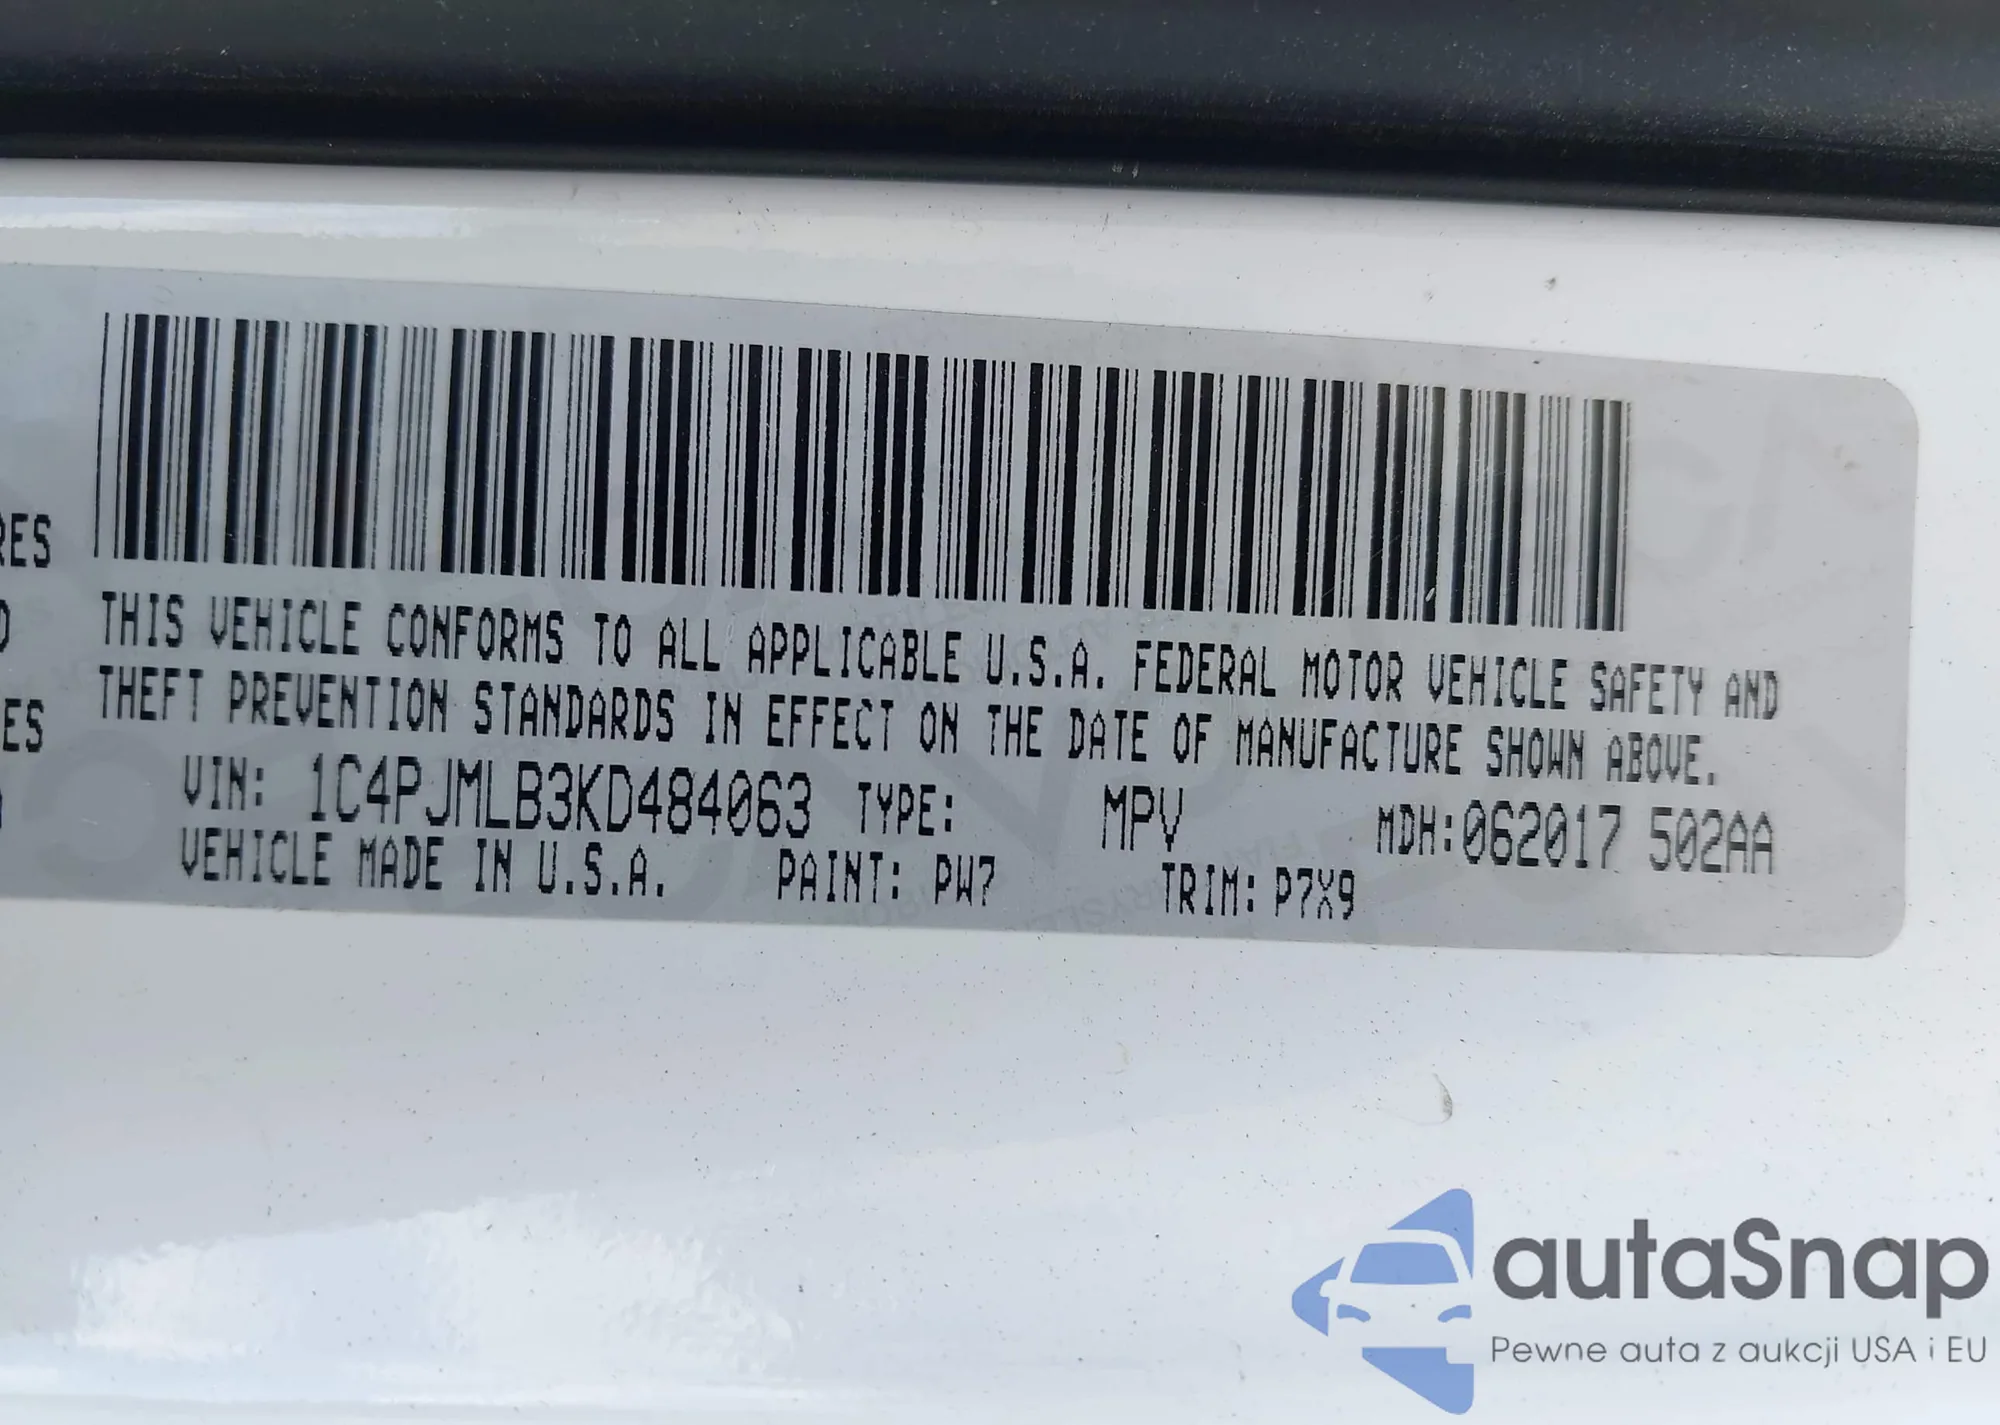 RES
THIS VEHICLE CONFORMS TO ALL APPLICABLE U.S.A. FEDERAL MOTOR VEHICLE SAFETY AND
THEFT PREVENTION STANDARDS IN EFFECT ON THE DATE OF MANUFACTURE SHOWN ABOVE.
ES
VIN: 1C4PJMLB3KD484063 TYPE: MPV MDH:062017 502AA
VEHICLE MADE IN U.S.A. PAINT: PW7 TRIM: P7X9
autaSnap
Pewne auta z aukcji USA i EU